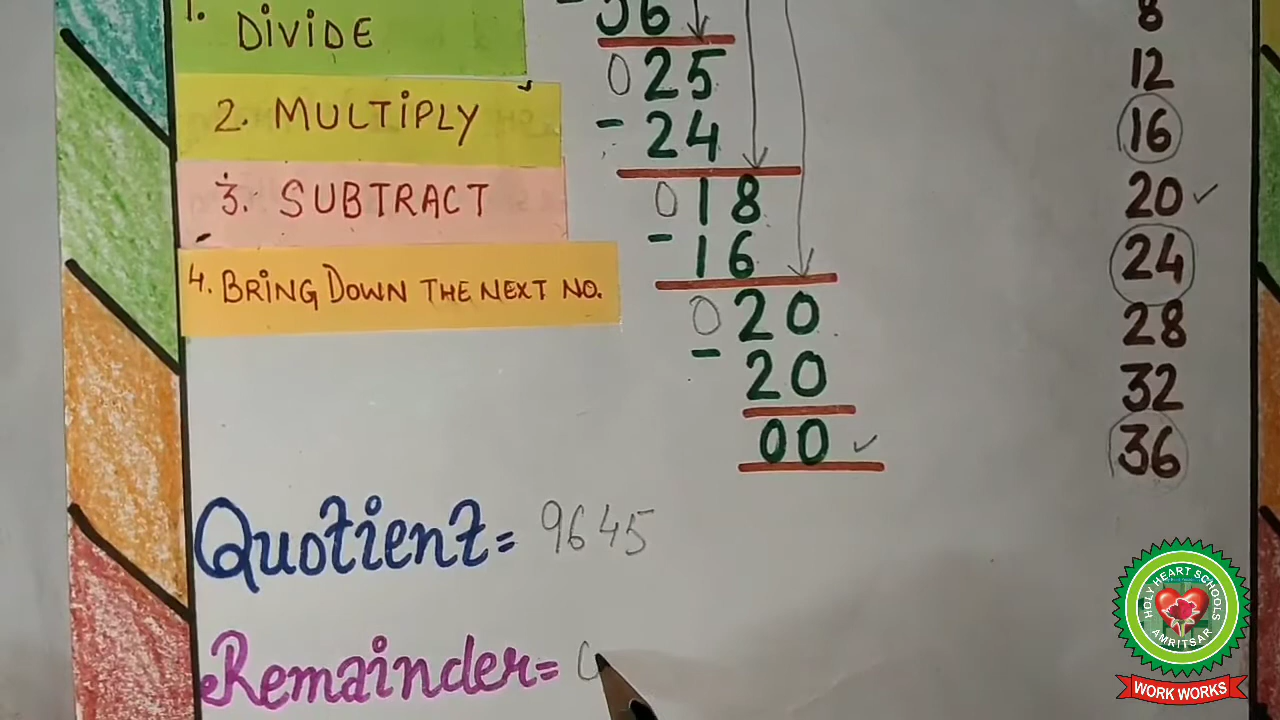 1. DIVIDE
2. MULTIPLY
3. SUBTRACT
4. BRING DOWN THE NEXT NO.
- 36
025
- 24
018
- 16
020
- 20
00 ✓
8
12
16
20 ✓
24
28
32
36
Quotient = 9645
Remainder = 0
HOLY HEART SCHOOLS
AMRITSAR
WORK WORKS